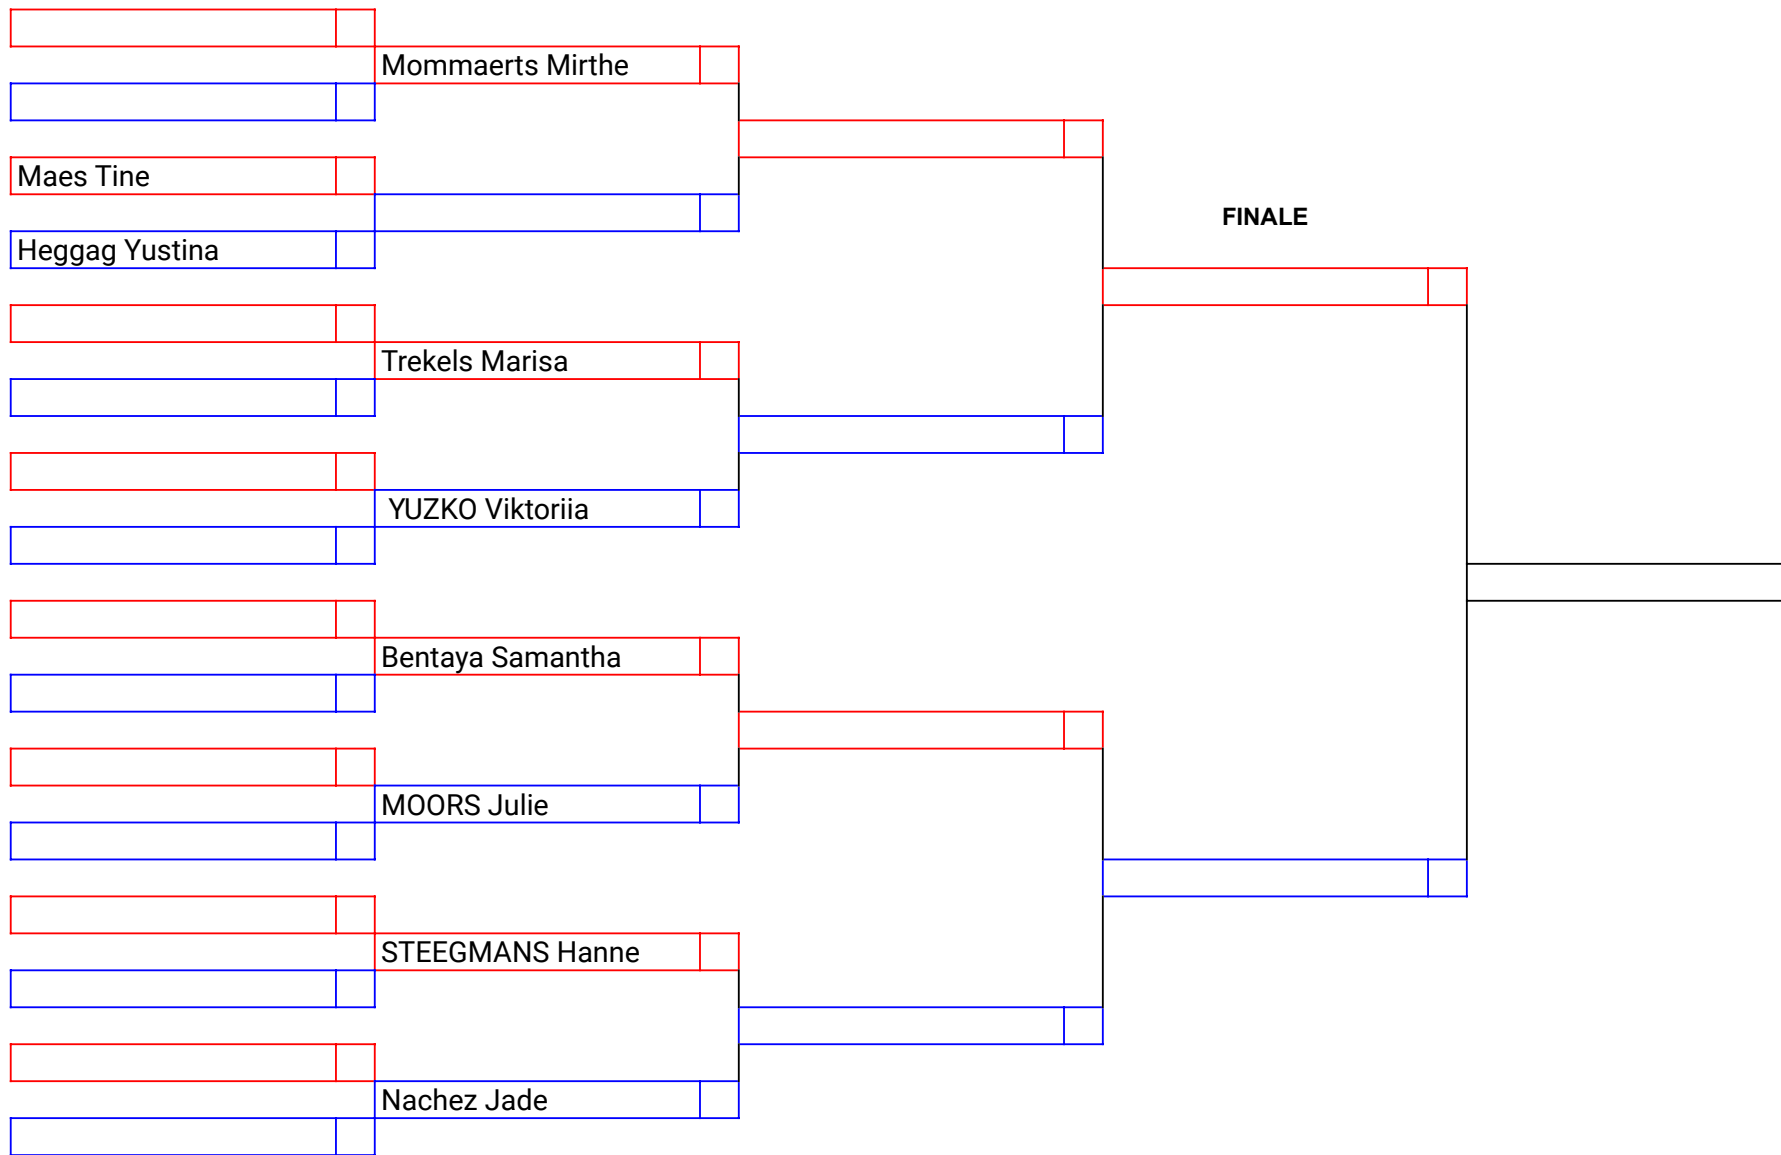 Mommaerts Mirthe
Maes Tine
FINALE
Heggag Yustina
Trekels Marisa
YUZKO Viktoriia
Bentaya Samantha
MOORS Julie
STEEGMANS Hanne
Nachez Jade